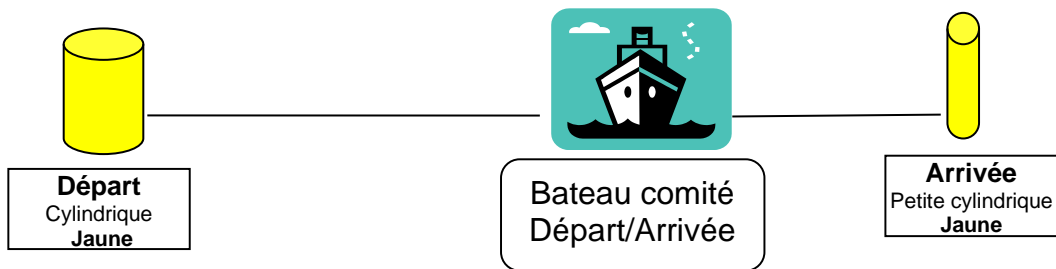 Départ
Cylindrique
Jaune
Bateau comité
Départ/Arrivée
Arrivée
Petite cylindrique
Jaune